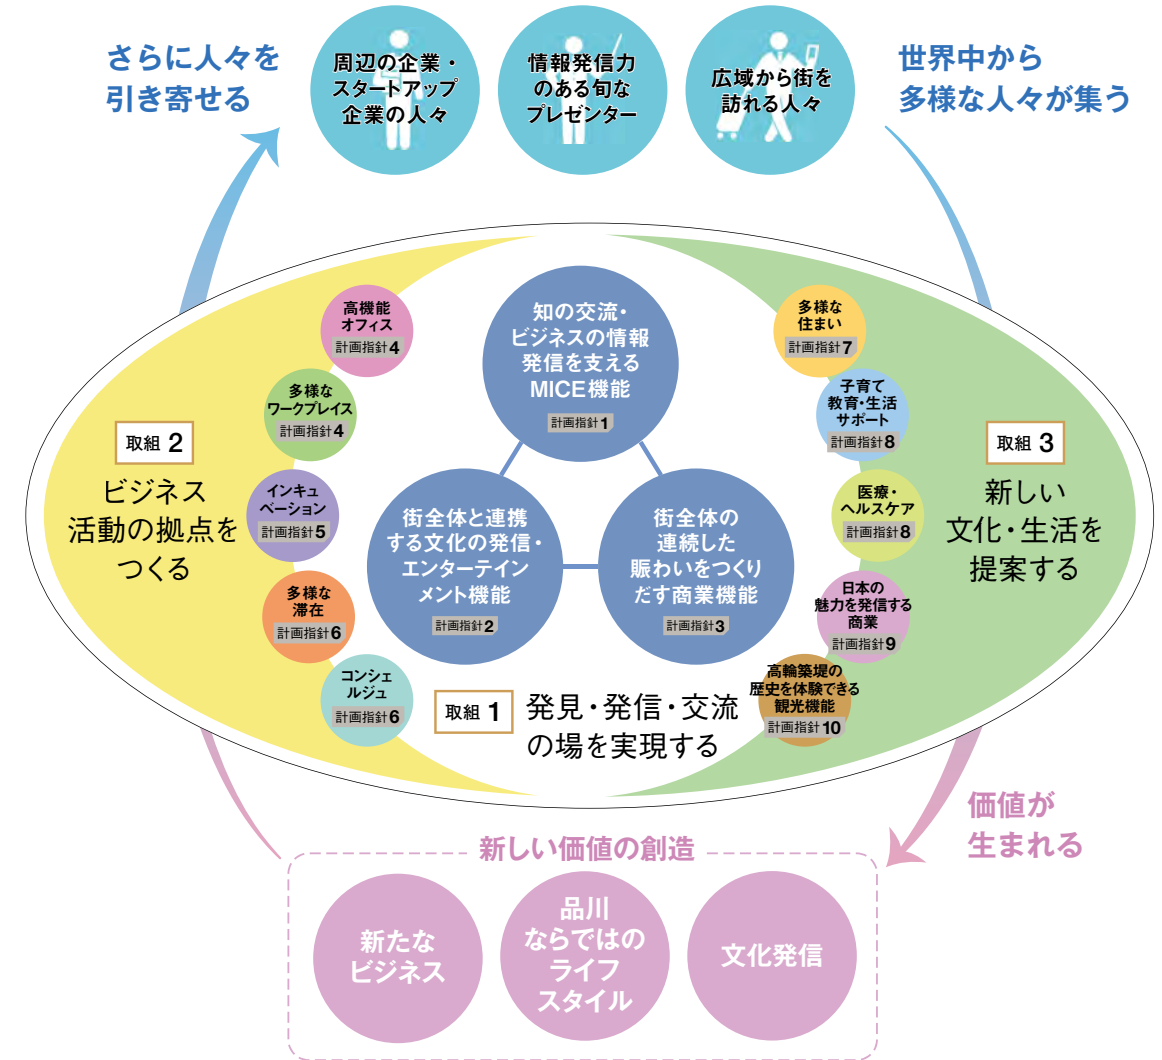 さらに人々を
引き寄せる
周辺の企業・
スタートアップ
企業の人々
情報発信力
のある旬な
プレゼンター
広域から街を
訪れる人々
世界中から
多様な人々が集う
知の交流・
ビジネスの情報
発信を支える
MICE機能
計画指針1
街全体と連携
する文化の発信・
エンターテイン
メント機能
計画指針2
街全体の
連続した
賑わいをつくり
だす商業機能
計画指針3
取組 1
発見・発信・交流
の場を実現する
取組 2
ビジネス
活動の拠点を
つくる
高機能
オフィス
計画指針4
多様な
ワークプレイス
計画指針4
インキュ
ベーション
計画指針5
多様な
滞在
計画指針6
コンシェ
ルジュ
計画指針6
多様な
住まい
計画指針7
子育て
教育・生活
サポート
計画指針8
医療・
ヘルスケア
計画指針8
日本の
魅力を発信する
商業
計画指針9
高輪築堤の
歴史を体験できる
観光機能
計画指針10
取組 3
新しい
文化・生活を
提案する
価値が
生まれる
新しい価値の創造
新たな
ビジネス
品川
ならではの
ライフ
スタイル
文化発信